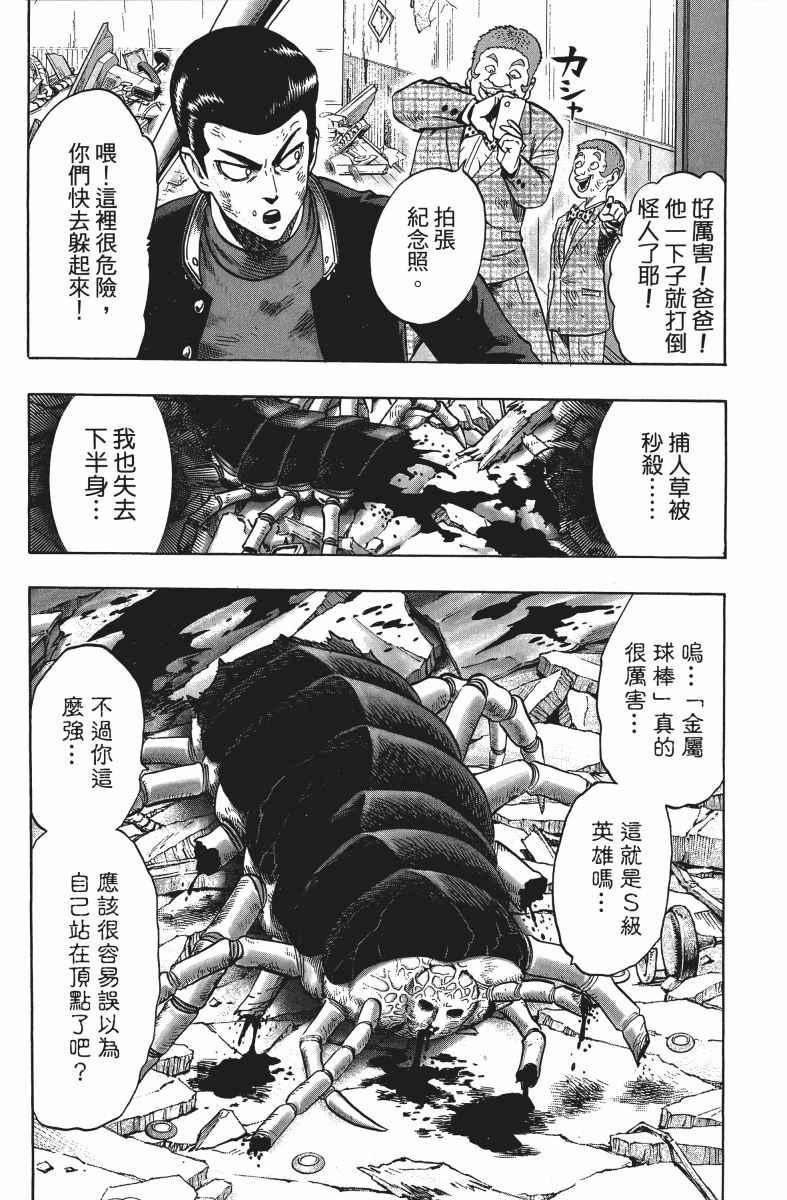 好厲害！爸爸！
他一下子就打倒
怪人了耶！
カシャ
拍張
紀念照。
喂！這裡很危險，
你們快去躲起來！
捕人草被
秒殺……
我也失去
下半身…
嗚…「金屬
球棒」真的
很厲害…
這就是Ｓ級
英雄嗎…
不過你這
麼強…
應該很容易誤以為
自己站在頂點了吧？